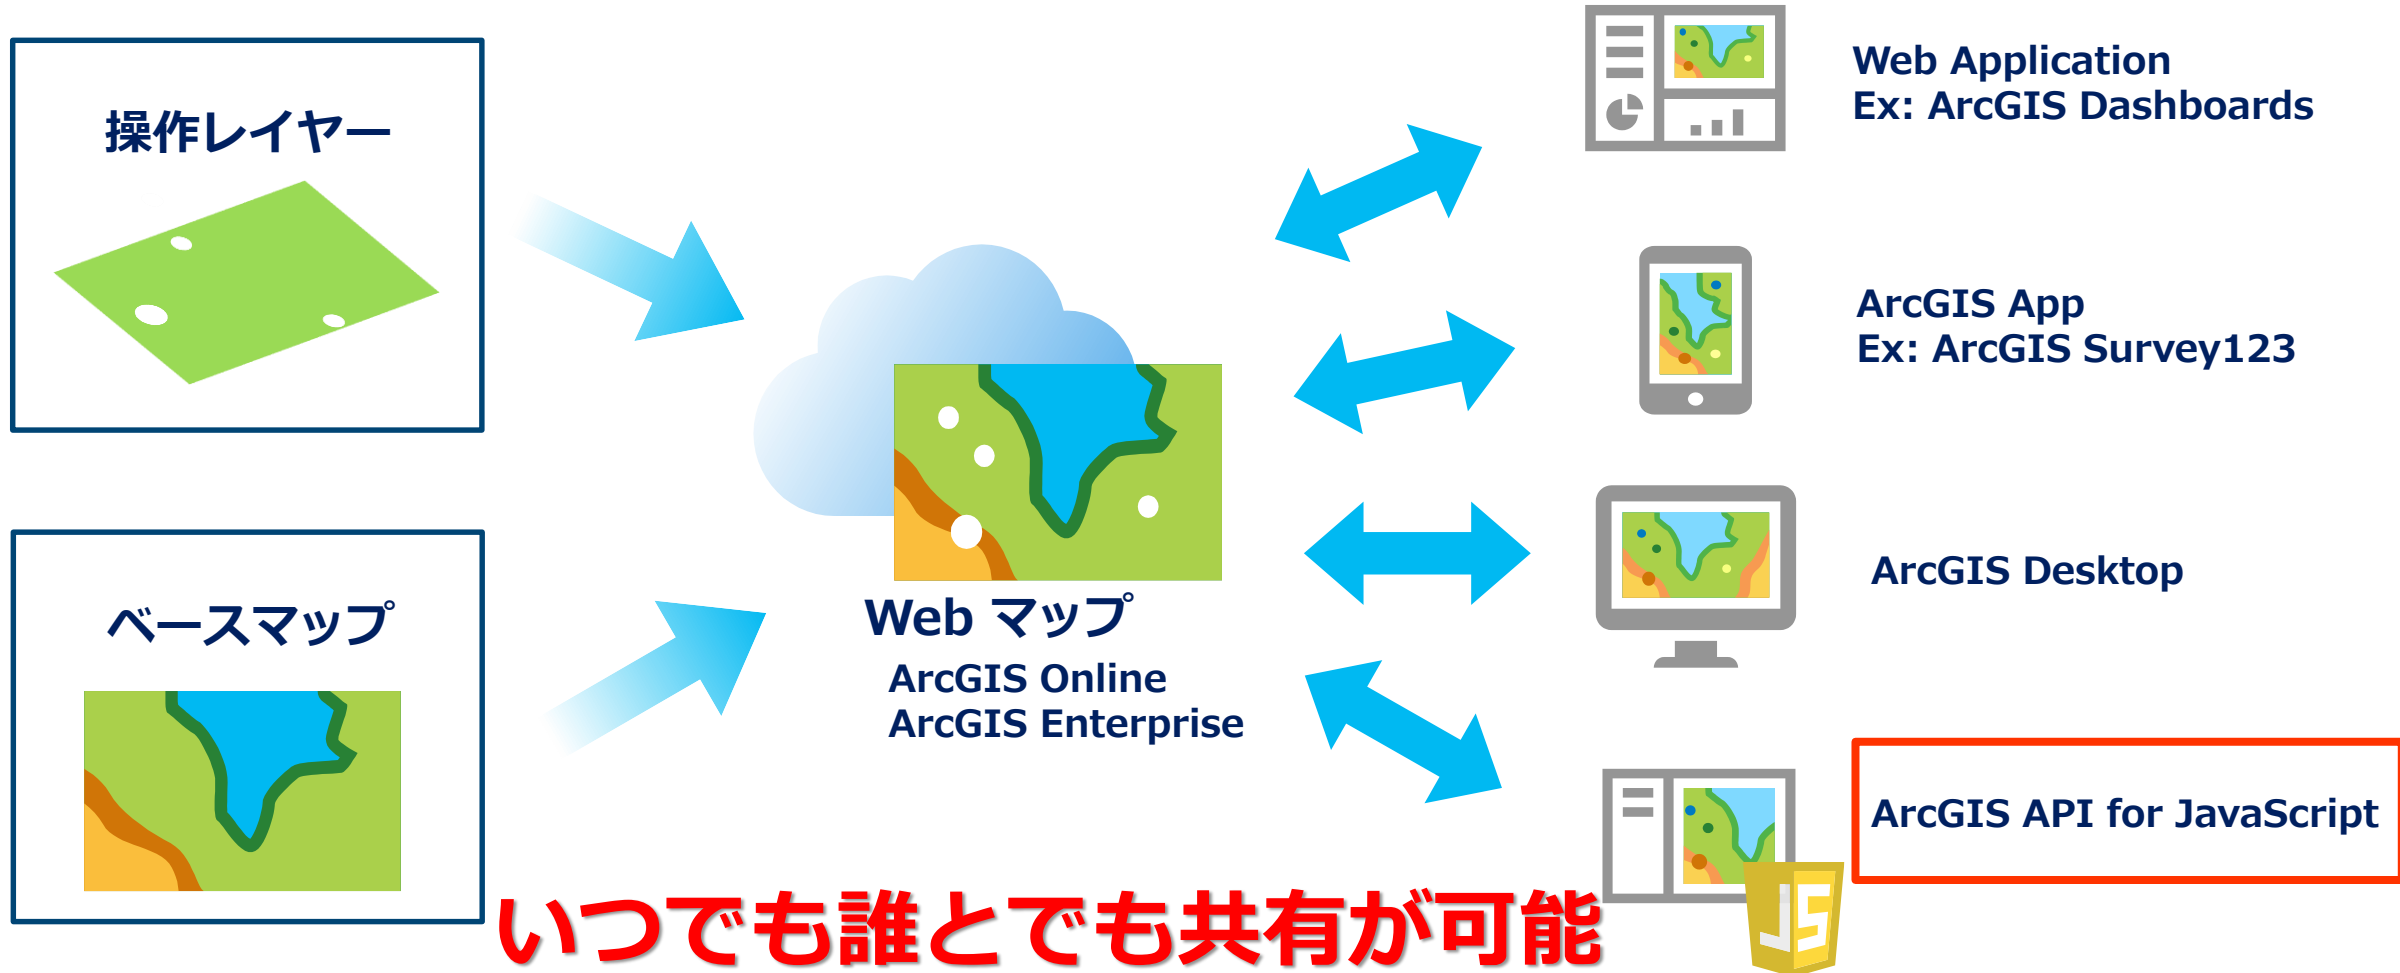 操作レイヤー
ベースマップ
Web マップ
ArcGIS Online
ArcGIS Enterprise
Web Application
Ex: ArcGIS Dashboards
ArcGIS App
Ex: ArcGIS Survey123
ArcGIS Desktop
ArcGIS API for JavaScript
JS
いつでも誰とでも共有が可能